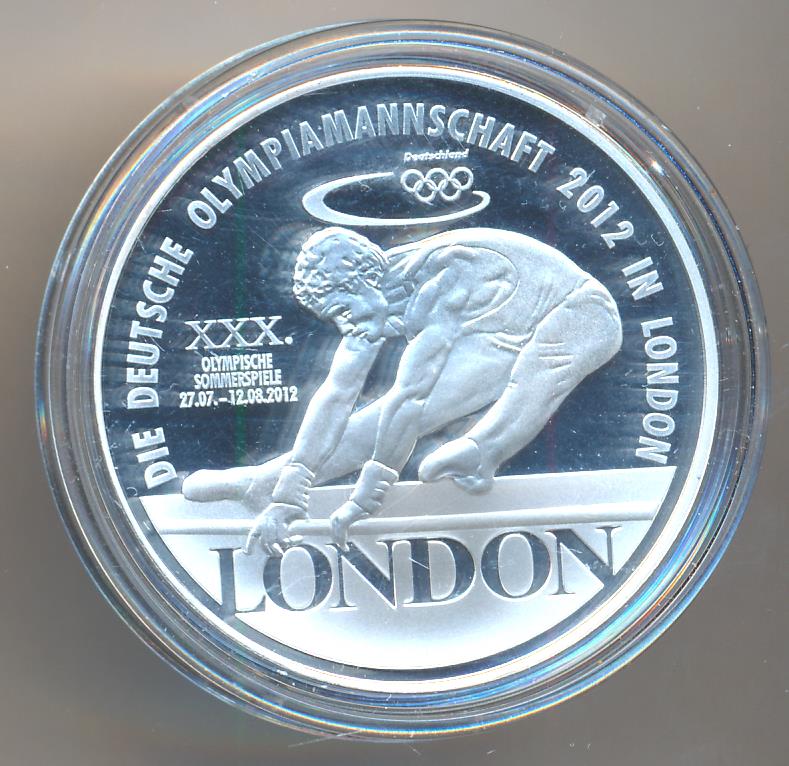 DIE DEUTSCHE OLYMPIAMANNSCHAFT 2012 IN LONDON
Deutschland
XXX.
OLYMPISCHE
SOMMERSPIELE
27.07.–12.08.2012
LONDON